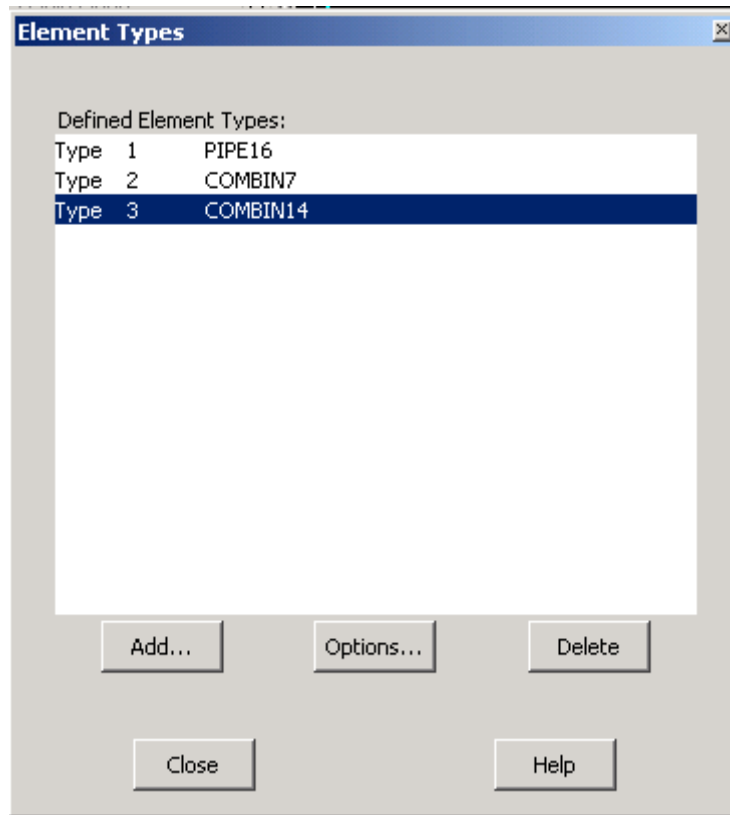 Element Types
Defined Element Types:
Type 1 PIPE16
Type 2 COMBIN7
Type 3 COMBIN14
Add... Options... Delete
Close Help